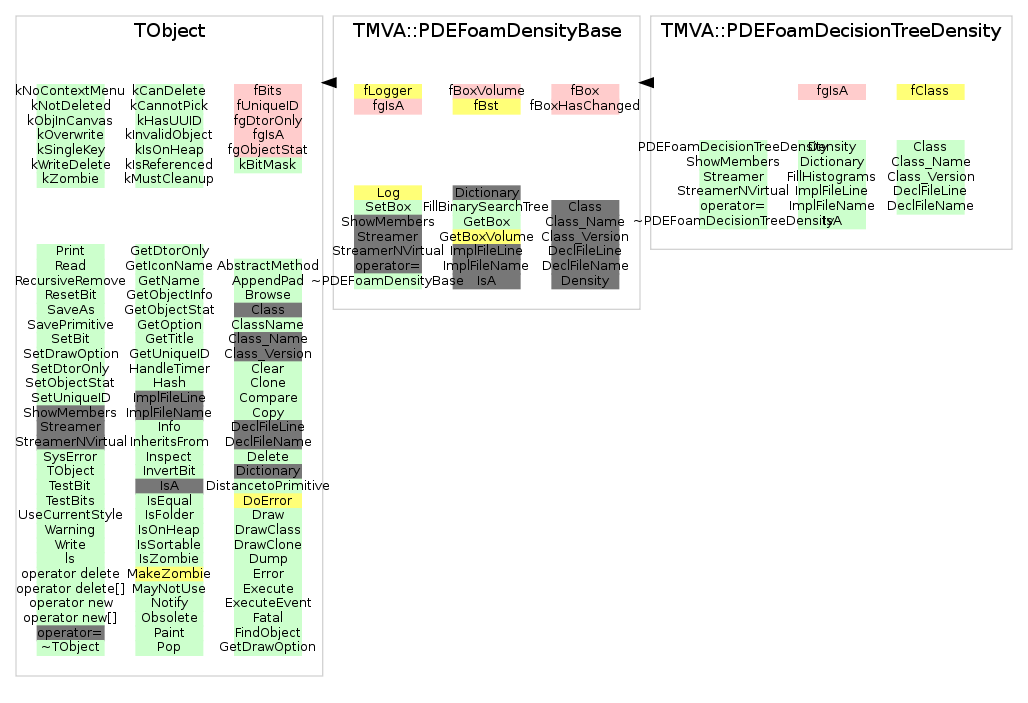 TObject
kNoContextMenu kCanDelete fBits
kNotDeleted kCannotPick fUniqueID
kObjInCanvas kHasUUID fgDtorOnly
kOverwrite kInvalidObject fgIsA
kSingleKey kIsOnHeap fgObjectStat
kWriteDelete kIsReferenced kBitMask
kZombie kMustCleanup
Print GetDtorOnly
Read GetIconName AbstractMethod
RecursiveRemove GetName AppendPad
ResetBit GetObjectInfo Browse
SaveAs GetObjectStat Class
SavePrimitive GetOption ClassName
SetBit GetTitle Class_Name
SetDrawOption GetUniqueID Class_Version
SetDtorOnly HandleTimer Clear
SetObjectStat Hash Clone
SetUniqueID ImplFileLine Compare
ShowMembers ImplFileName Copy
Streamer Info DeclFileLine
StreamerNVirtual InheritsFrom DeclFileName
SysError Inspect Delete
TObject InvertBit Dictionary
TestBit IsA DistancetoPrimitive
TestBits IsEqual DoError
UseCurrentStyle IsFolder Draw
Warning IsOnHeap DrawClass
Write IsSortable DrawClone
ls IsZombie Dump
operator delete MakeZombie Error
operator delete[] MayNotUse Execute
operator new Notify ExecuteEvent
operator new[] Obsolete Fatal
operator= Paint FindObject
~TObject Pop GetDrawOption
TMVA::PDEFoamDensityBase
fLogger fBoxVolume fBox
fgIsA fBst fBoxHasChanged
Log Dictionary
SetBox FillBinarySearchTree Class
ShowMembers GetBox Class_Name
Streamer GetBoxVolume Class_Version
StreamerNVirtual ImplFileLine DeclFileLine
operator= ImplFileName DeclFileName
~PDEFoamDensityBase IsA Density
TMVA::PDEFoamDecisionTreeDensity
fgIsA fClass
PDEFoamDecisionTreeDensity Density Class
ShowMembers Dictionary Class_Name
Streamer FillHistograms Class_Version
StreamerNVirtual ImplFileLine DeclFileLine
operator= ImplFileName DeclFileName
~PDEFoamDecisionTreeDensity IsA